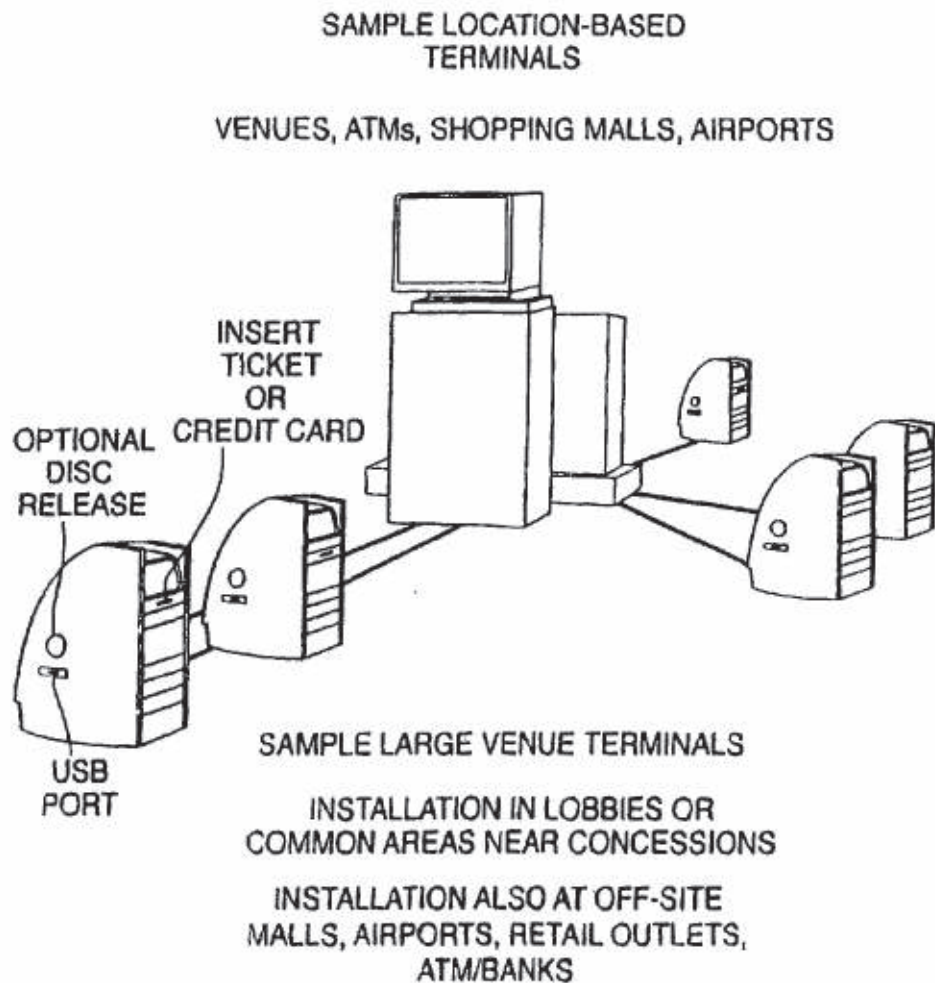 SAMPLE LOCATION-BASED
TERMINALS
VENUES, ATMs, SHOPPING MALLS, AIRPORTS
INSERT
TICKET
OR
CREDIT CARD
OPTIONAL
DISC
RELEASE
USB
PORT
SAMPLE LARGE VENUE TERMINALS
INSTALLATION IN LOBBIES OR
COMMON AREAS NEAR CONCESSIONS
INSTALLATION ALSO AT OFF-SITE
MALLS, AIRPORTS, RETAIL OUTLETS,
ATM/BANKS